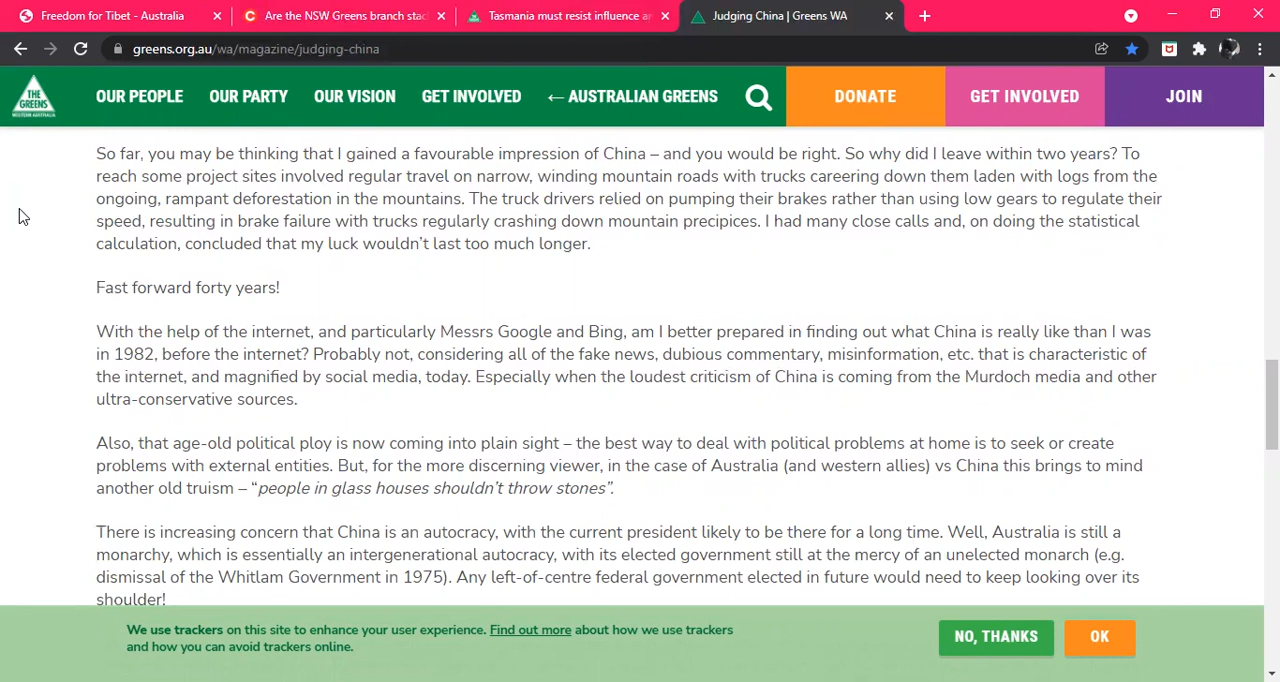 Freedom for Tibet - Australia
Are the NSW Greens branch stac
Tasmania must resist influence an
Judging China | Greens WA
greens.org.au/wa/magazine/judging-china
THE GREENS
WESTERN AUSTRALIA
OUR PEOPLE
OUR PARTY
OUR VISION
GET INVOLVED
← AUSTRALIAN GREENS
DONATE
GET INVOLVED
JOIN
So far, you may be thinking that I gained a favourable impression of China – and you would be right. So why did I leave within two years? To
reach some project sites involved regular travel on narrow, winding mountain roads with trucks careering down them laden with logs from the
ongoing, rampant deforestation in the mountains. The truck drivers relied on pumping their brakes rather than using low gears to regulate their
speed, resulting in brake failure with trucks regularly crashing down mountain precipices. I had many close calls and, on doing the statistical
calculation, concluded that my luck wouldn't last too much longer.
Fast forward forty years!
With the help of the internet, and particularly Messrs Google and Bing, am I better prepared in finding out what China is really like than I was
in 1982, before the internet? Probably not, considering all of the fake news, dubious commentary, misinformation, etc. that is characteristic of
the internet, and magnified by social media, today. Especially when the loudest criticism of China is coming from the Murdoch media and other
ultra-conservative sources.
Also, that age-old political ploy is now coming into plain sight – the best way to deal with political problems at home is to seek or create
problems with external entities. But, for the more discerning viewer, in the case of Australia (and western allies) vs China this brings to mind
another old truism – "people in glass houses shouldn't throw stones".
There is increasing concern that China is an autocracy, with the current president likely to be there for a long time. Well, Australia is still a
monarchy, which is essentially an intergenerational autocracy, with its elected government still at the mercy of an unelected monarch (e.g.
dismissal of the Whitlam Government in 1975). Any left-of-centre federal government elected in future would need to keep looking over its
shoulder!
We use trackers on this site to enhance your user experience. Find out more about how we use trackers
and how you can avoid trackers online.
NO, THANKS
OK